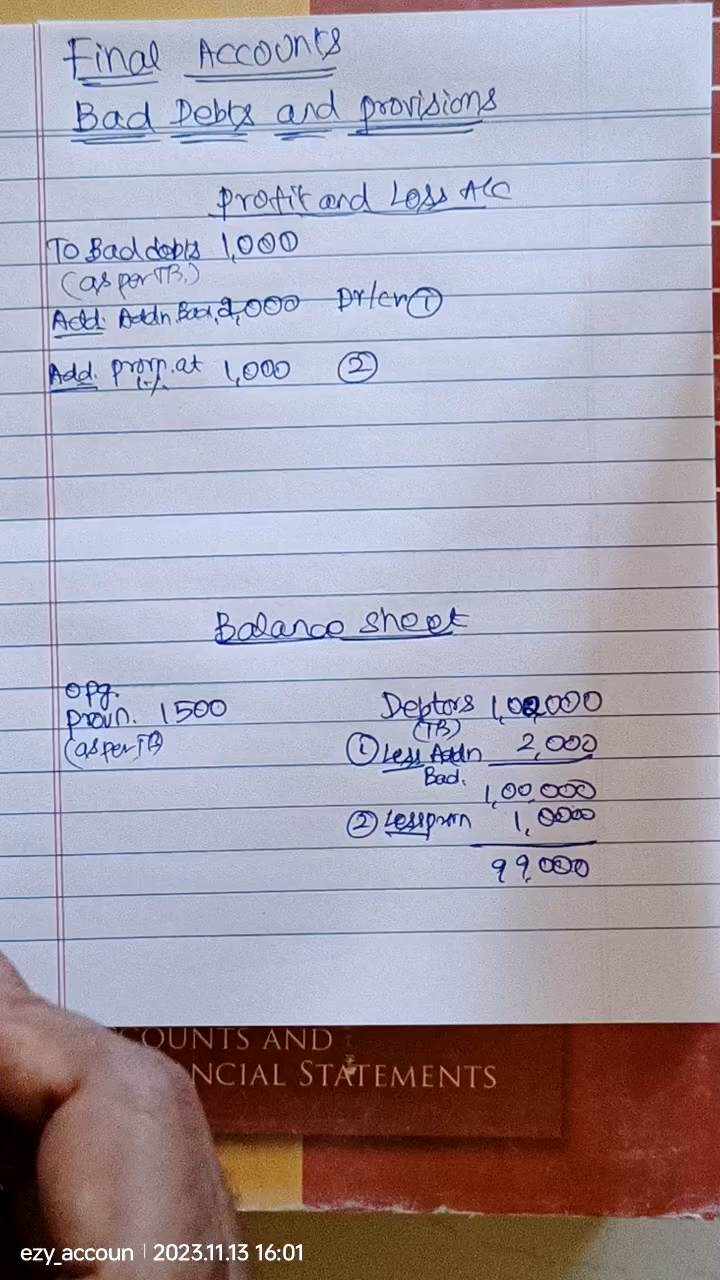 Final Accounts
Bad Debts and provisions
Profit and Loss A/C
To Bad debts 1,000
(as per TB.)
Add: Addn. Bad. 2,000 Dr/cr ①
Add. Provn. at 1,000 ②
1%
Balance sheet
opg.
provn. 1500
(as per TB)
Debtors 1,02,000
(TB)
① Less Addn 2,000
Bad.
1,00,000
② Less provn 1,0000
99,000
COUNTS AND
NCIAL STATEMENTS
ezy_accoun | 2023.11.13 16:01